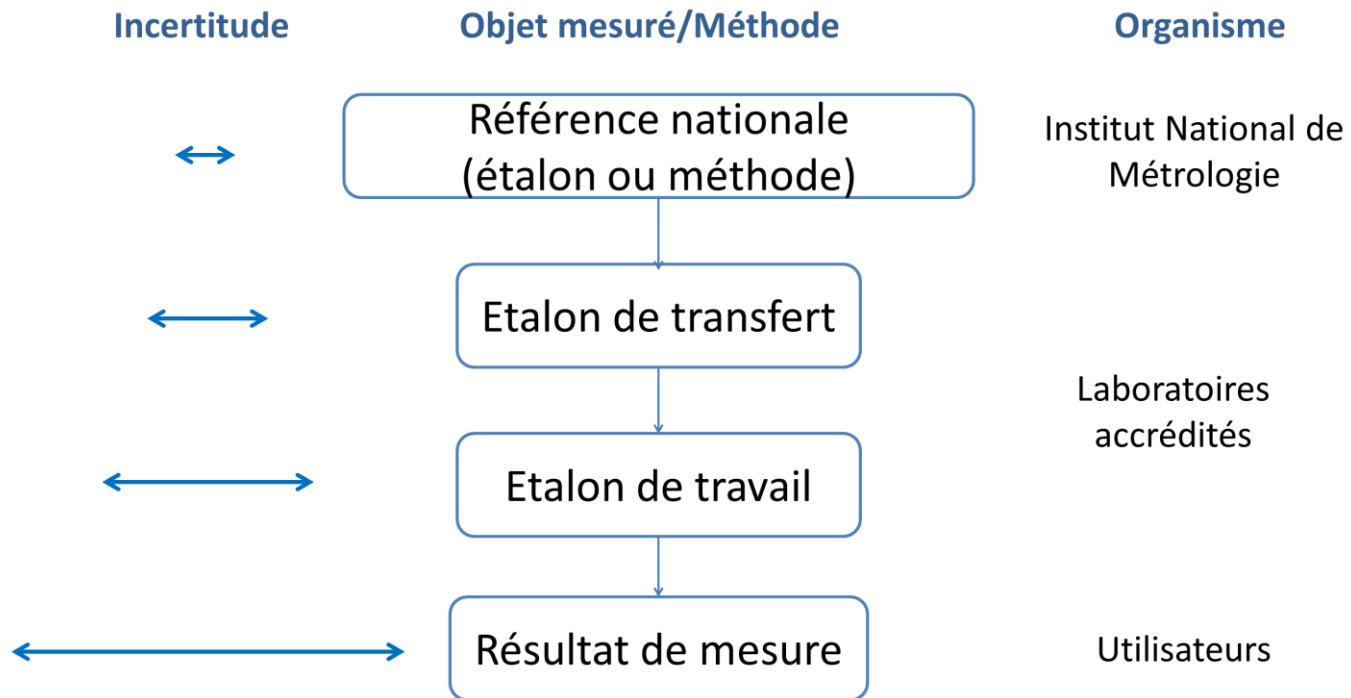 Incertitude
Objet mesuré/Méthode
Organisme
Référence nationale
(étalon ou méthode)
Institut National de
Métrologie
Etalon de transfert
Laboratoires
accrédités
Etalon de travail
Résultat de mesure
Utilisateurs